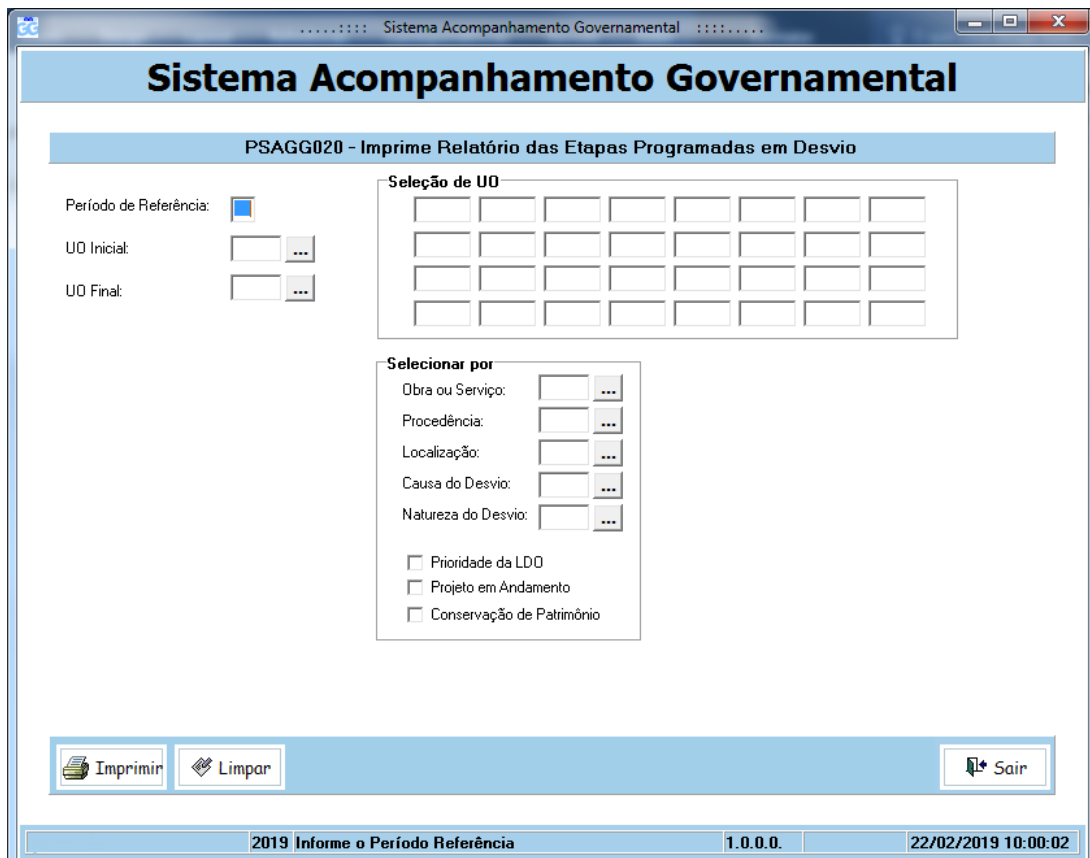 .....:::: Sistema Acompanhamento Governamental ::::.....
Sistema Acompanhamento Governamental
PSAGG020 - Imprime Relatório das Etapas Programadas em Desvio
Período de Referência:
UO Inicial:
...
UO Final:
...
Seleção de UO
Selecionar por
Obra ou Serviço:
...
Procedência:
...
Localização:
...
Causa do Desvio:
...
Natureza do Desvio:
...
Prioridade da LDO
Projeto em Andamento
Conservação de Patrimônio
Imprimir Limpar Sair
2019 Informe o Período Referência 1.0.0.0. 22/02/2019 10:00:02